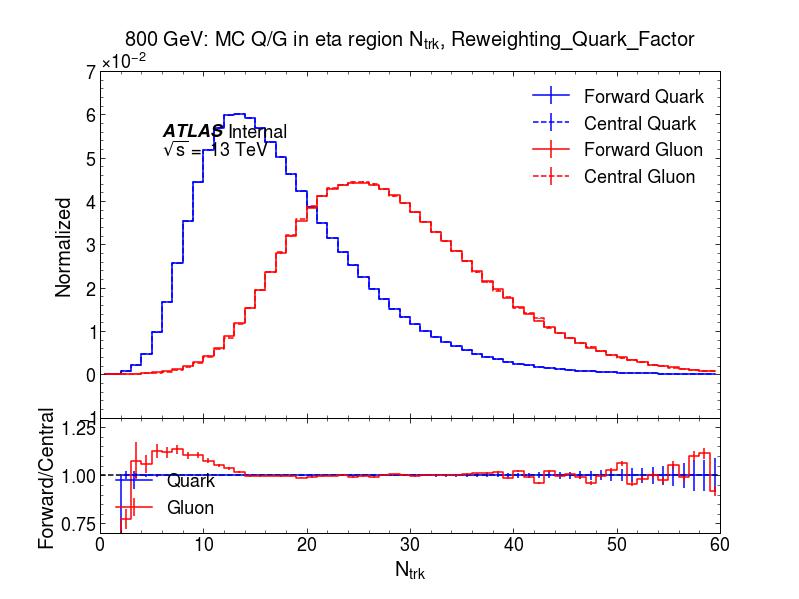 800 GeV: MC Q/G in eta region N_trk, Reweighting_Quark_Factor
×10⁻²
7
6
5
4
3
2
1
0
−1
Normalized
ATLAS Internal
√s = 13 TeV
Forward Quark
Central Quark
Forward Gluon
Central Gluon
1.25
1.00
0.75
Forward/Central
Quark
Gluon
0 10 20 30 40 50 60
N_trk